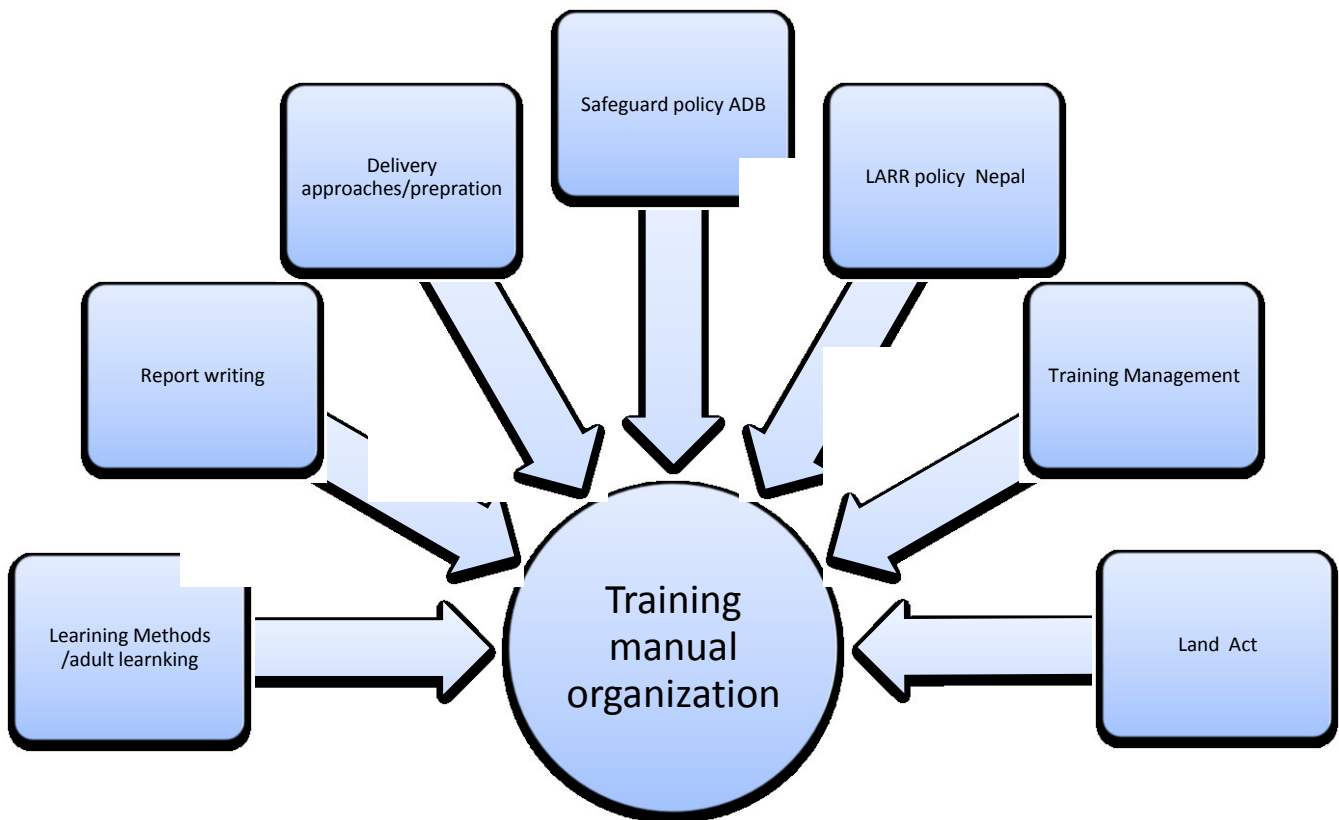 Safeguard policy ADB
Delivery
approaches/prepration
LARR policy  Nepal
Report writing
Training Management
Learining Methods
/adult learnking
Training
manual
organization
Land  Act